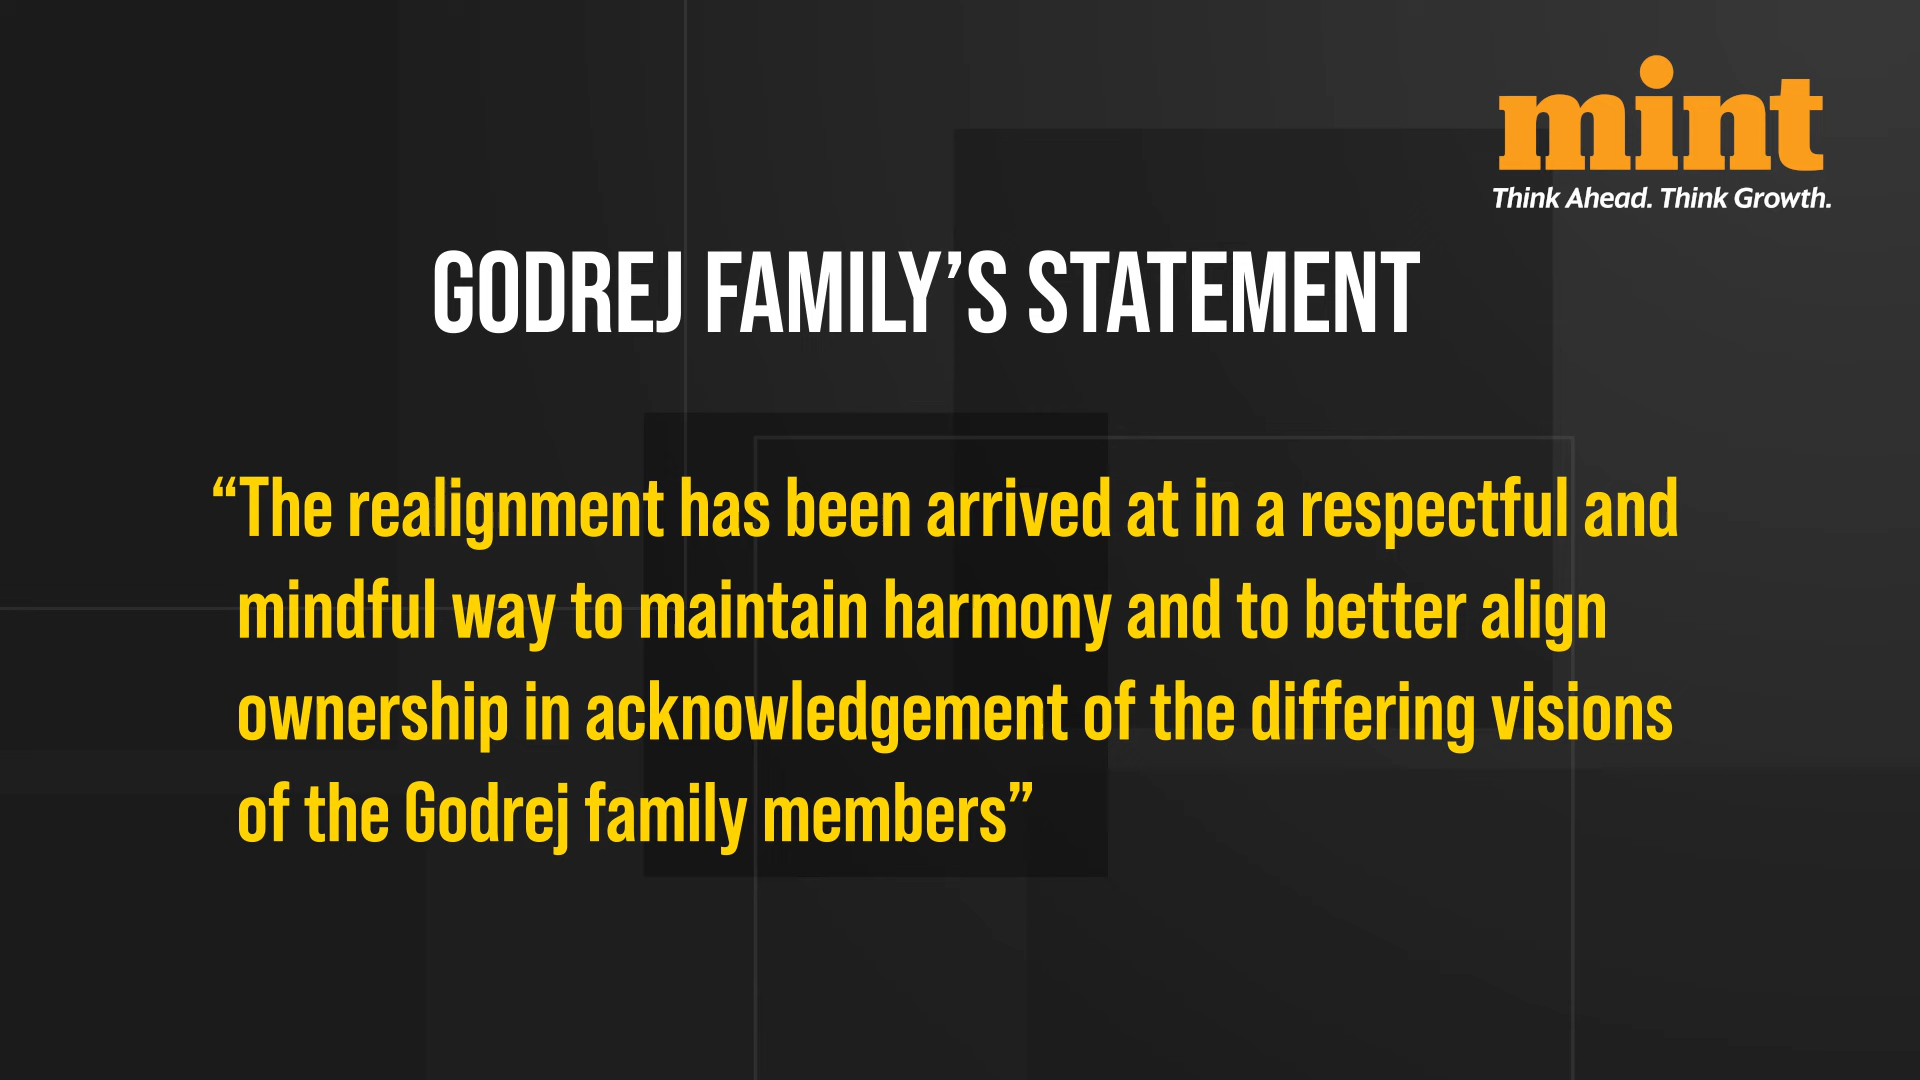 mint
Think Ahead. Think Growth.
GODREJ FAMILY’S STATEMENT
“The realignment has been arrived at in a respectful and
mindful way to maintain harmony and to better align
ownership in acknowledgement of the differing visions
of the Godrej family members”